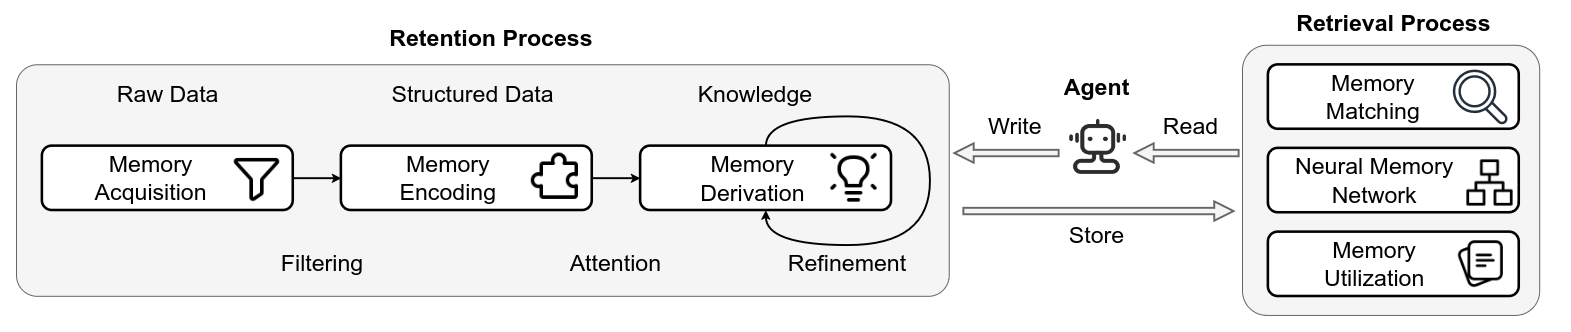 Retention Process
Raw Data
Structured Data
Knowledge
Memory
Acquisition
Memory
Encoding
Memory
Derivation
Filtering
Attention
Refinement
Agent
Write
Read
Store
Retrieval Process
Memory
Matching
Neural Memory
Network
Memory
Utilization